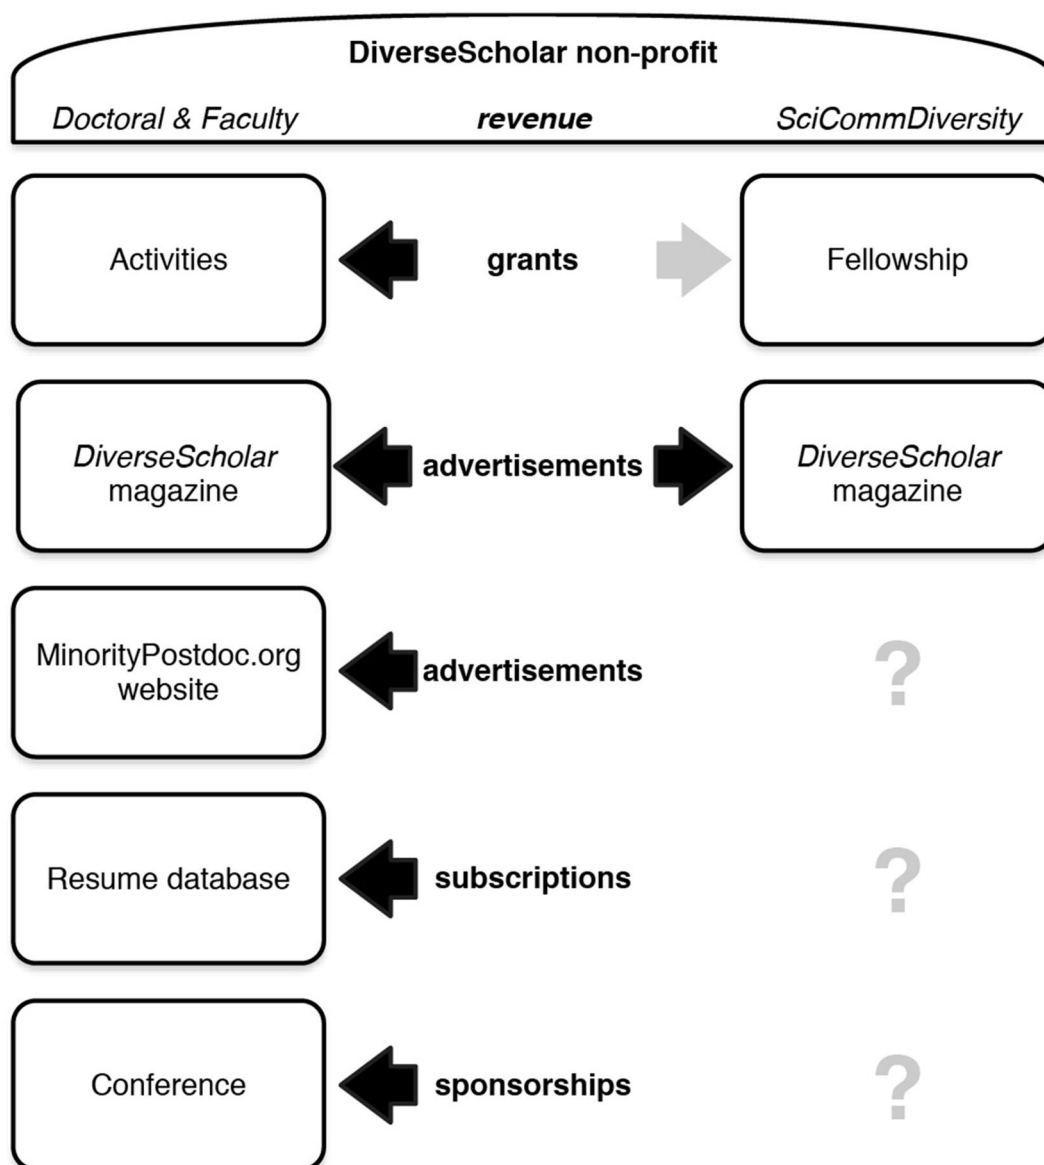 DiverseScholar non-profit
Doctoral & Faculty
revenue
SciCommDiversity
Activities
grants
Fellowship
DiverseScholar
magazine
advertisements
DiverseScholar
magazine
MinorityPostdoc.org
website
advertisements
?
Resume database
subscriptions
?
Conference
sponsorships
?